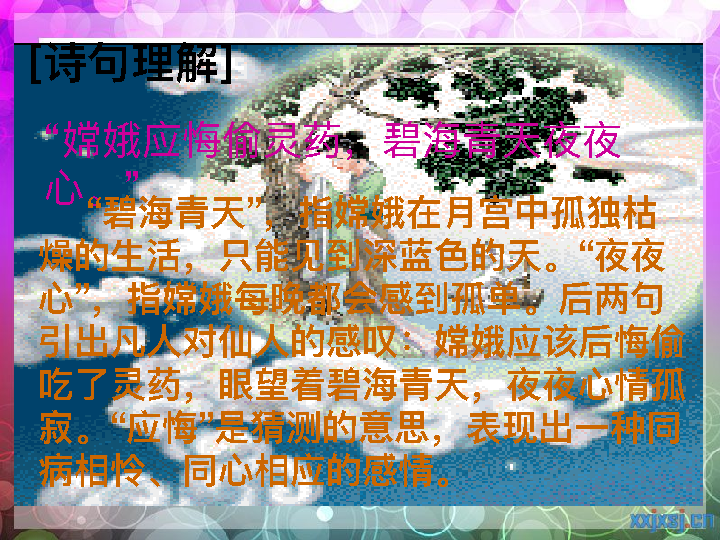 [诗句理解]
“嫦娥应悔偷灵药，碧海青天夜夜
心。”
“碧海青天”，指嫦娥在月宫中孤独枯
燥的生活，只能见到深蓝色的天。“夜夜
心”，指嫦娥每晚都会感到孤单。后两句
引出凡人对仙人的感叹：嫦娥应该后悔偷
吃了灵药，眼望着碧海青天，夜夜心情孤
寂。“应悔”是猜测的意思，表现出一种同
病相怜、同心相应的感情。
xxjxsj.cn